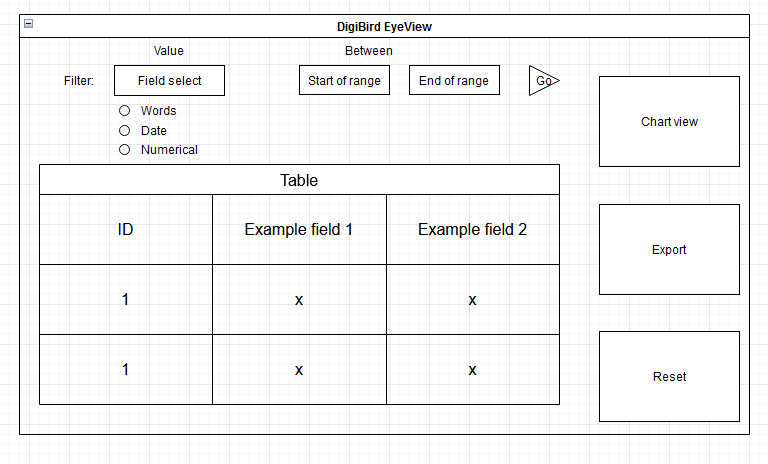 DigiBird EyeView
Value Between
Filter: Field select Start of range End of range Go
Words
Date
Numerical
Chart view
Table
ID Example field 1 Example field 2
1 x x
1 x x
Export
Reset